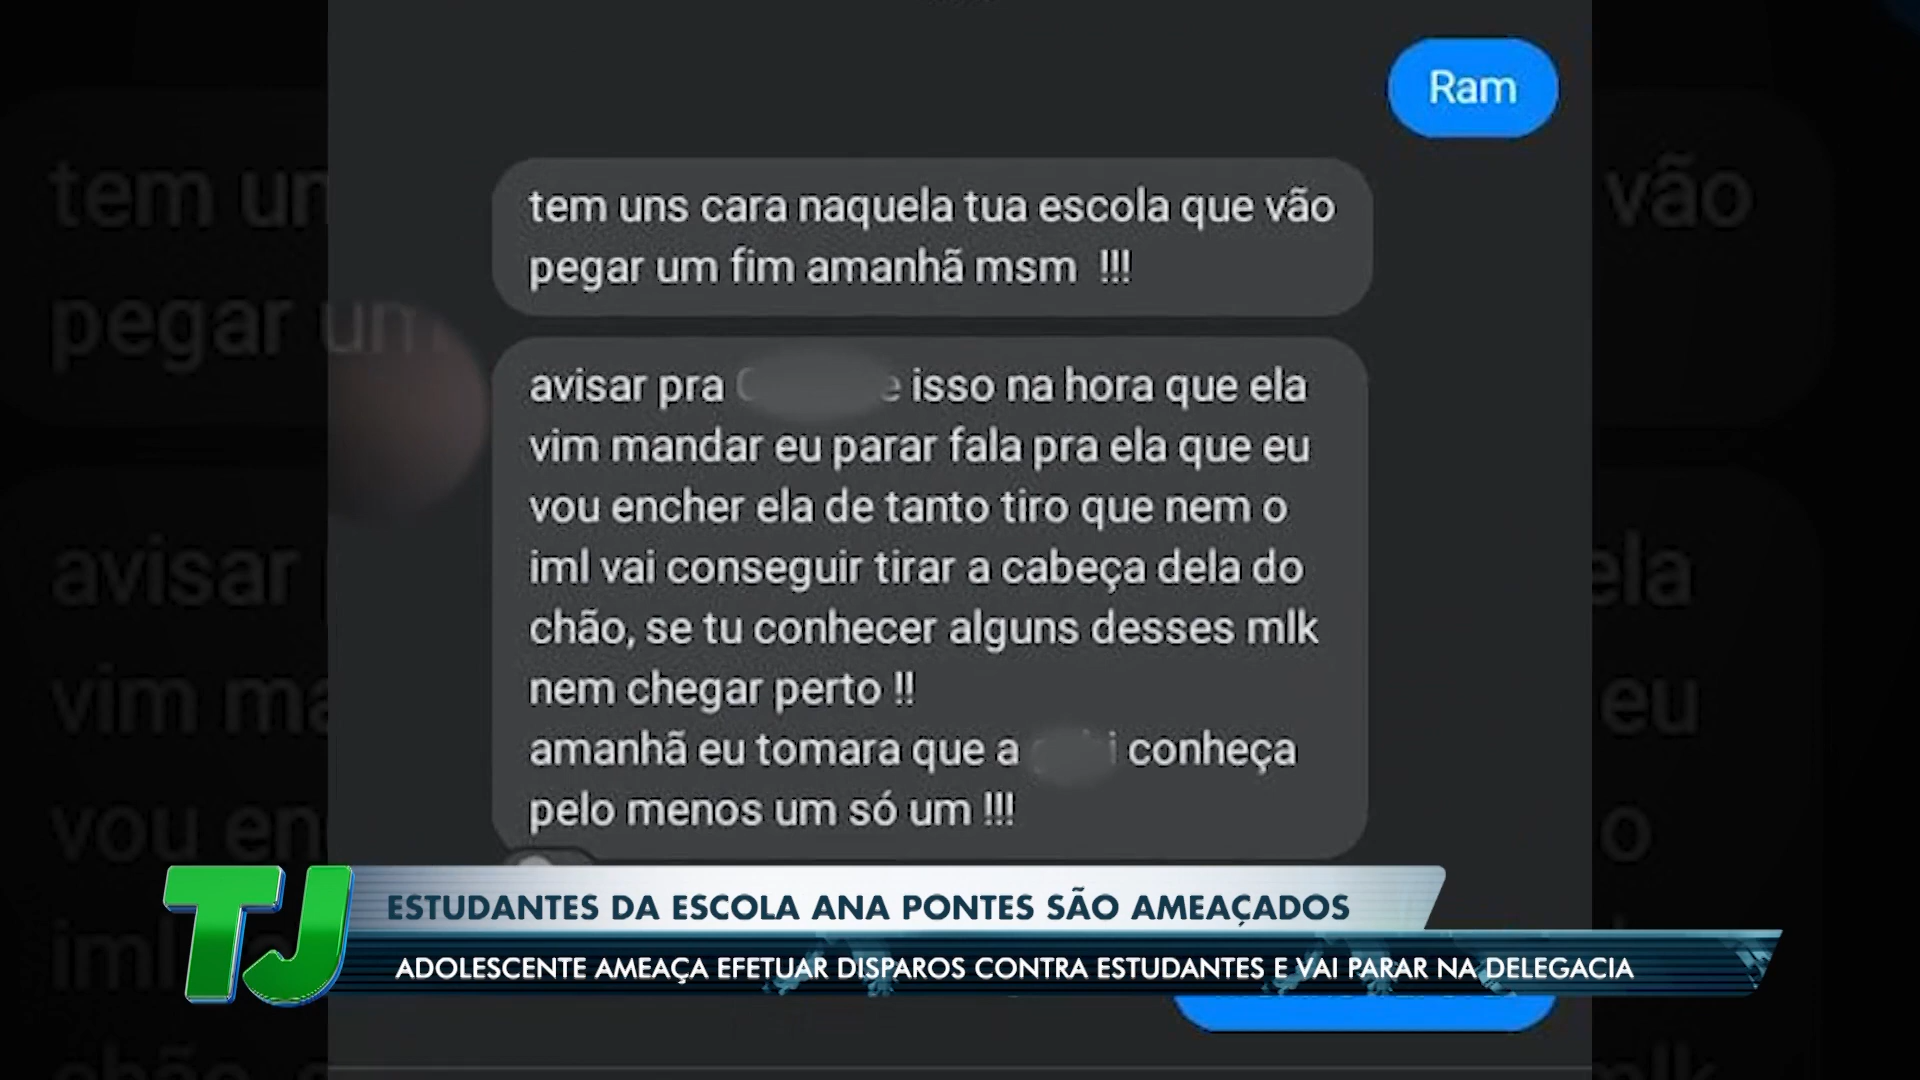 Ram
tem uns cara naquela tua escola que vão
pegar um fim amanhã msm !!!
avisar pra isso na hora que ela
vim mandar eu parar fala pra ela que eu
vou encher ela de tanto tiro que nem o
iml vai conseguir tirar a cabeça dela do
chão, se tu conhecer alguns desses mlk
nem chegar perto !!
amanhã eu tomara que a conheça
pelo menos um só um !!!
TJ
ESTUDANTES DA ESCOLA ANA PONTES SÃO AMEAÇADOS
ADOLESCENTE AMEAÇA EFETUAR DISPAROS CONTRA ESTUDANTES E VAI PARAR NA DELEGACIA